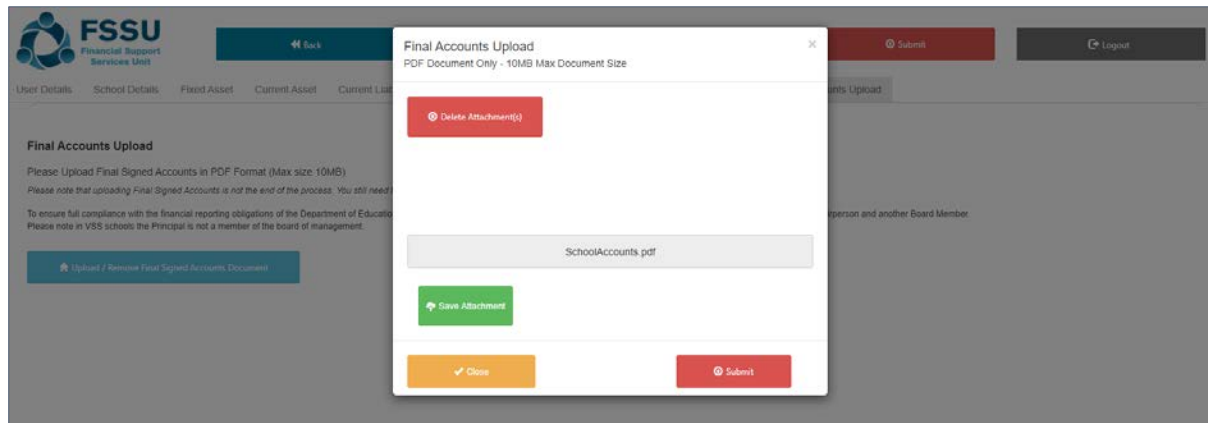 FSSU
Financial Support
Services Unit
Back
Submit
Logout
User Details School Details Fixed Asset Current Asset Current Liab
unts Upload
Final Accounts Upload
Please Upload Final Signed Accounts in PDF Format (Max size 10MB)
Please note that uploading Final Signed Accounts is not the end of the process. You still need
To ensure full compliance with the financial reporting obligations of the Department of Educatio
rperson and another Board Member.
Please note in VSS schools the Principal is not a member of the board of management.
Upload / Remove Final Signed Accounts Document
Final Accounts Upload
×
PDF Document Only - 10MB Max Document Size
Delete Attachment(s)
SchoolAccounts.pdf
Save Attachment
Close
Submit